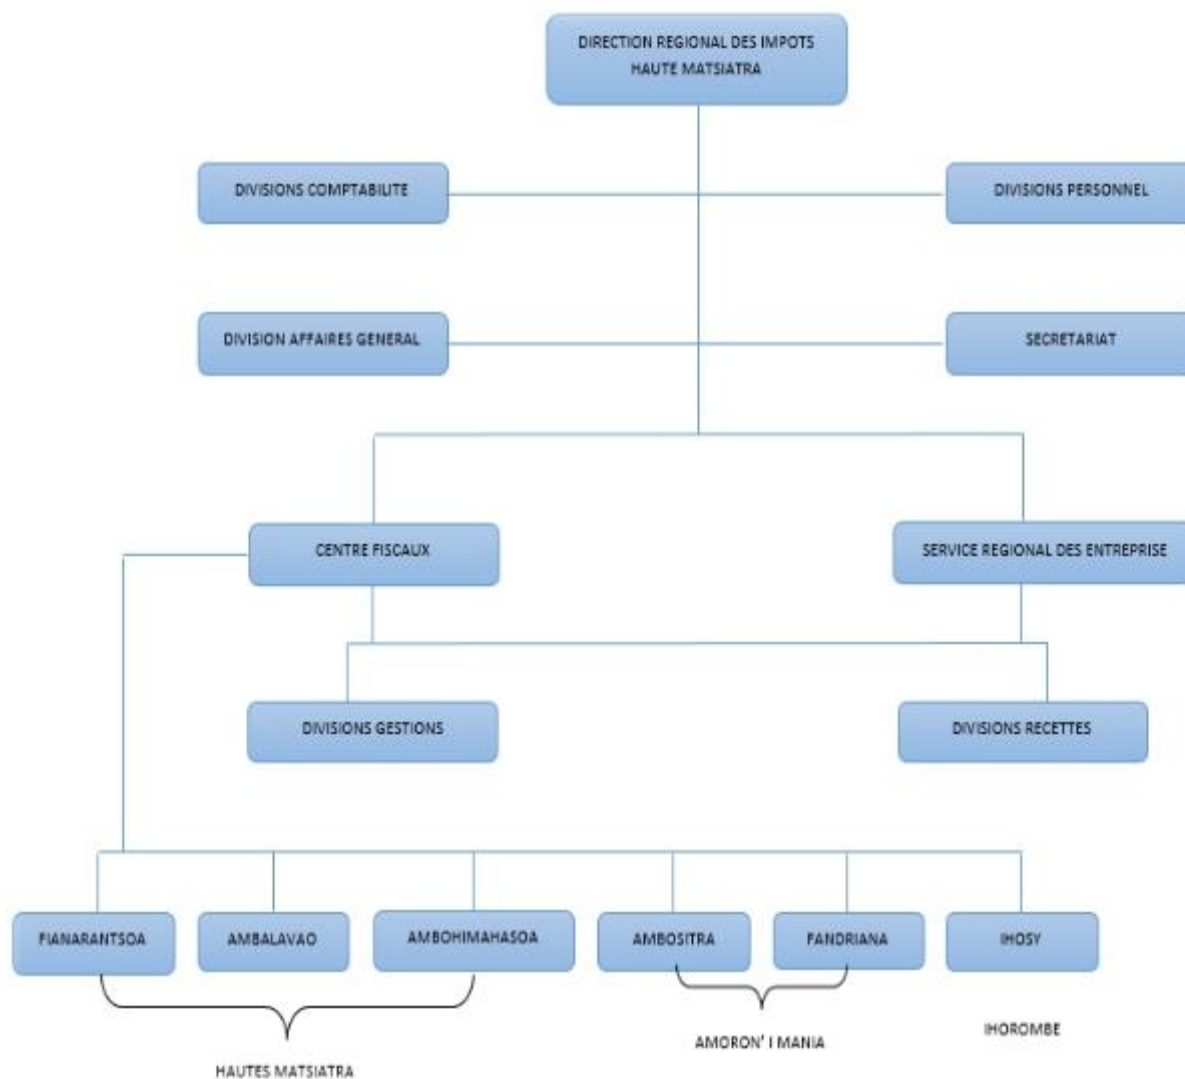 DIRECTION REGIONAL DES IMPOTS
HAUTE MATSIATRA
DIVISIONS COMPTABILITE
DIVISIONS PERSONNEL
DIVISION AFFAIRES GENERAL
SECRETARIAT
CENTRE FISCAUX
SERVICE REGIONAL DES ENTREPRISE
DIVISIONS GESTIONS
DIVISIONS RECETTES
FIANARANTSOA
AMBALAVAO
AMBOHIMAHASOA
AMBOSITRA
FANDRIANA
IHOSY
HAUTES MATSIATRA
AMORON' I MANIA
IHOROMBE